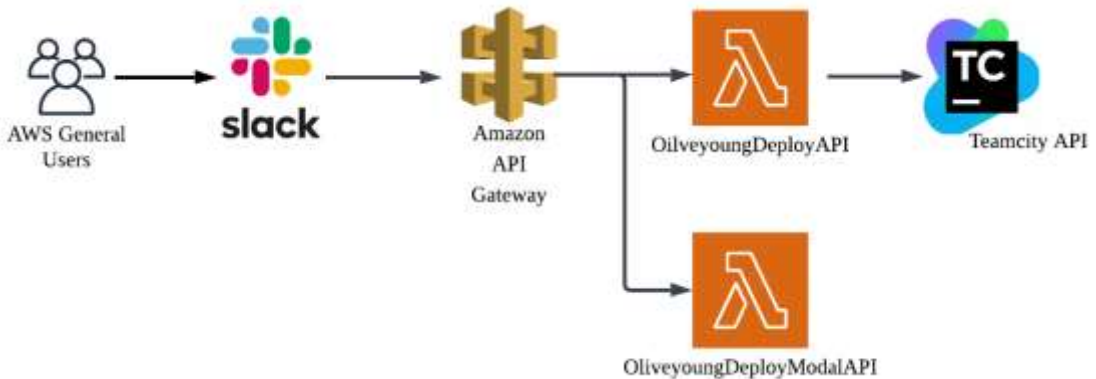 AWS General
Users
slack
Amazon
API
Gateway
OilveyoungDeployAPI
TC
Teamcity API
OliveyoungDeployModalAPI